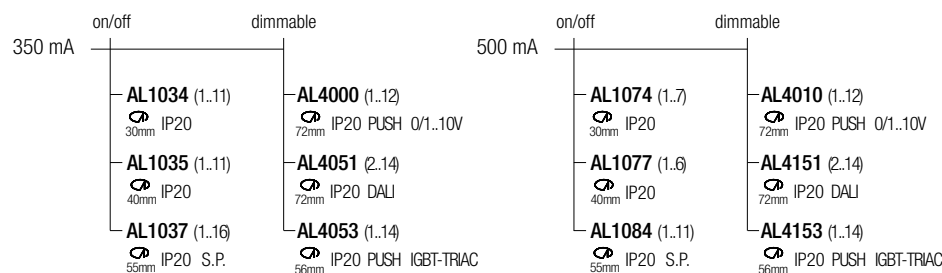 on/off dimmable
350 mA
AL1034 (1..11) AL4000 (1..12)
30mm IP20 72mm IP20 PUSH 0/1..10V
AL1035 (1..11) AL4051 (2..14)
40mm IP20 72mm IP20 DALI
AL1037 (1..16) AL4053 (1..14)
55mm IP20 S.P. 56mm IP20 PUSH IGBT-TRIAC
on/off dimmable
500 mA
AL1074 (1..7) AL4010 (1..12)
30mm IP20 72mm IP20 PUSH 0/1..10V
AL1077 (1..6) AL4151 (2..14)
40mm IP20 72mm IP20 DALI
AL1084 (1..11) AL4153 (1..14)
55mm IP20 S.P. 56mm IP20 PUSH IGBT-TRIAC